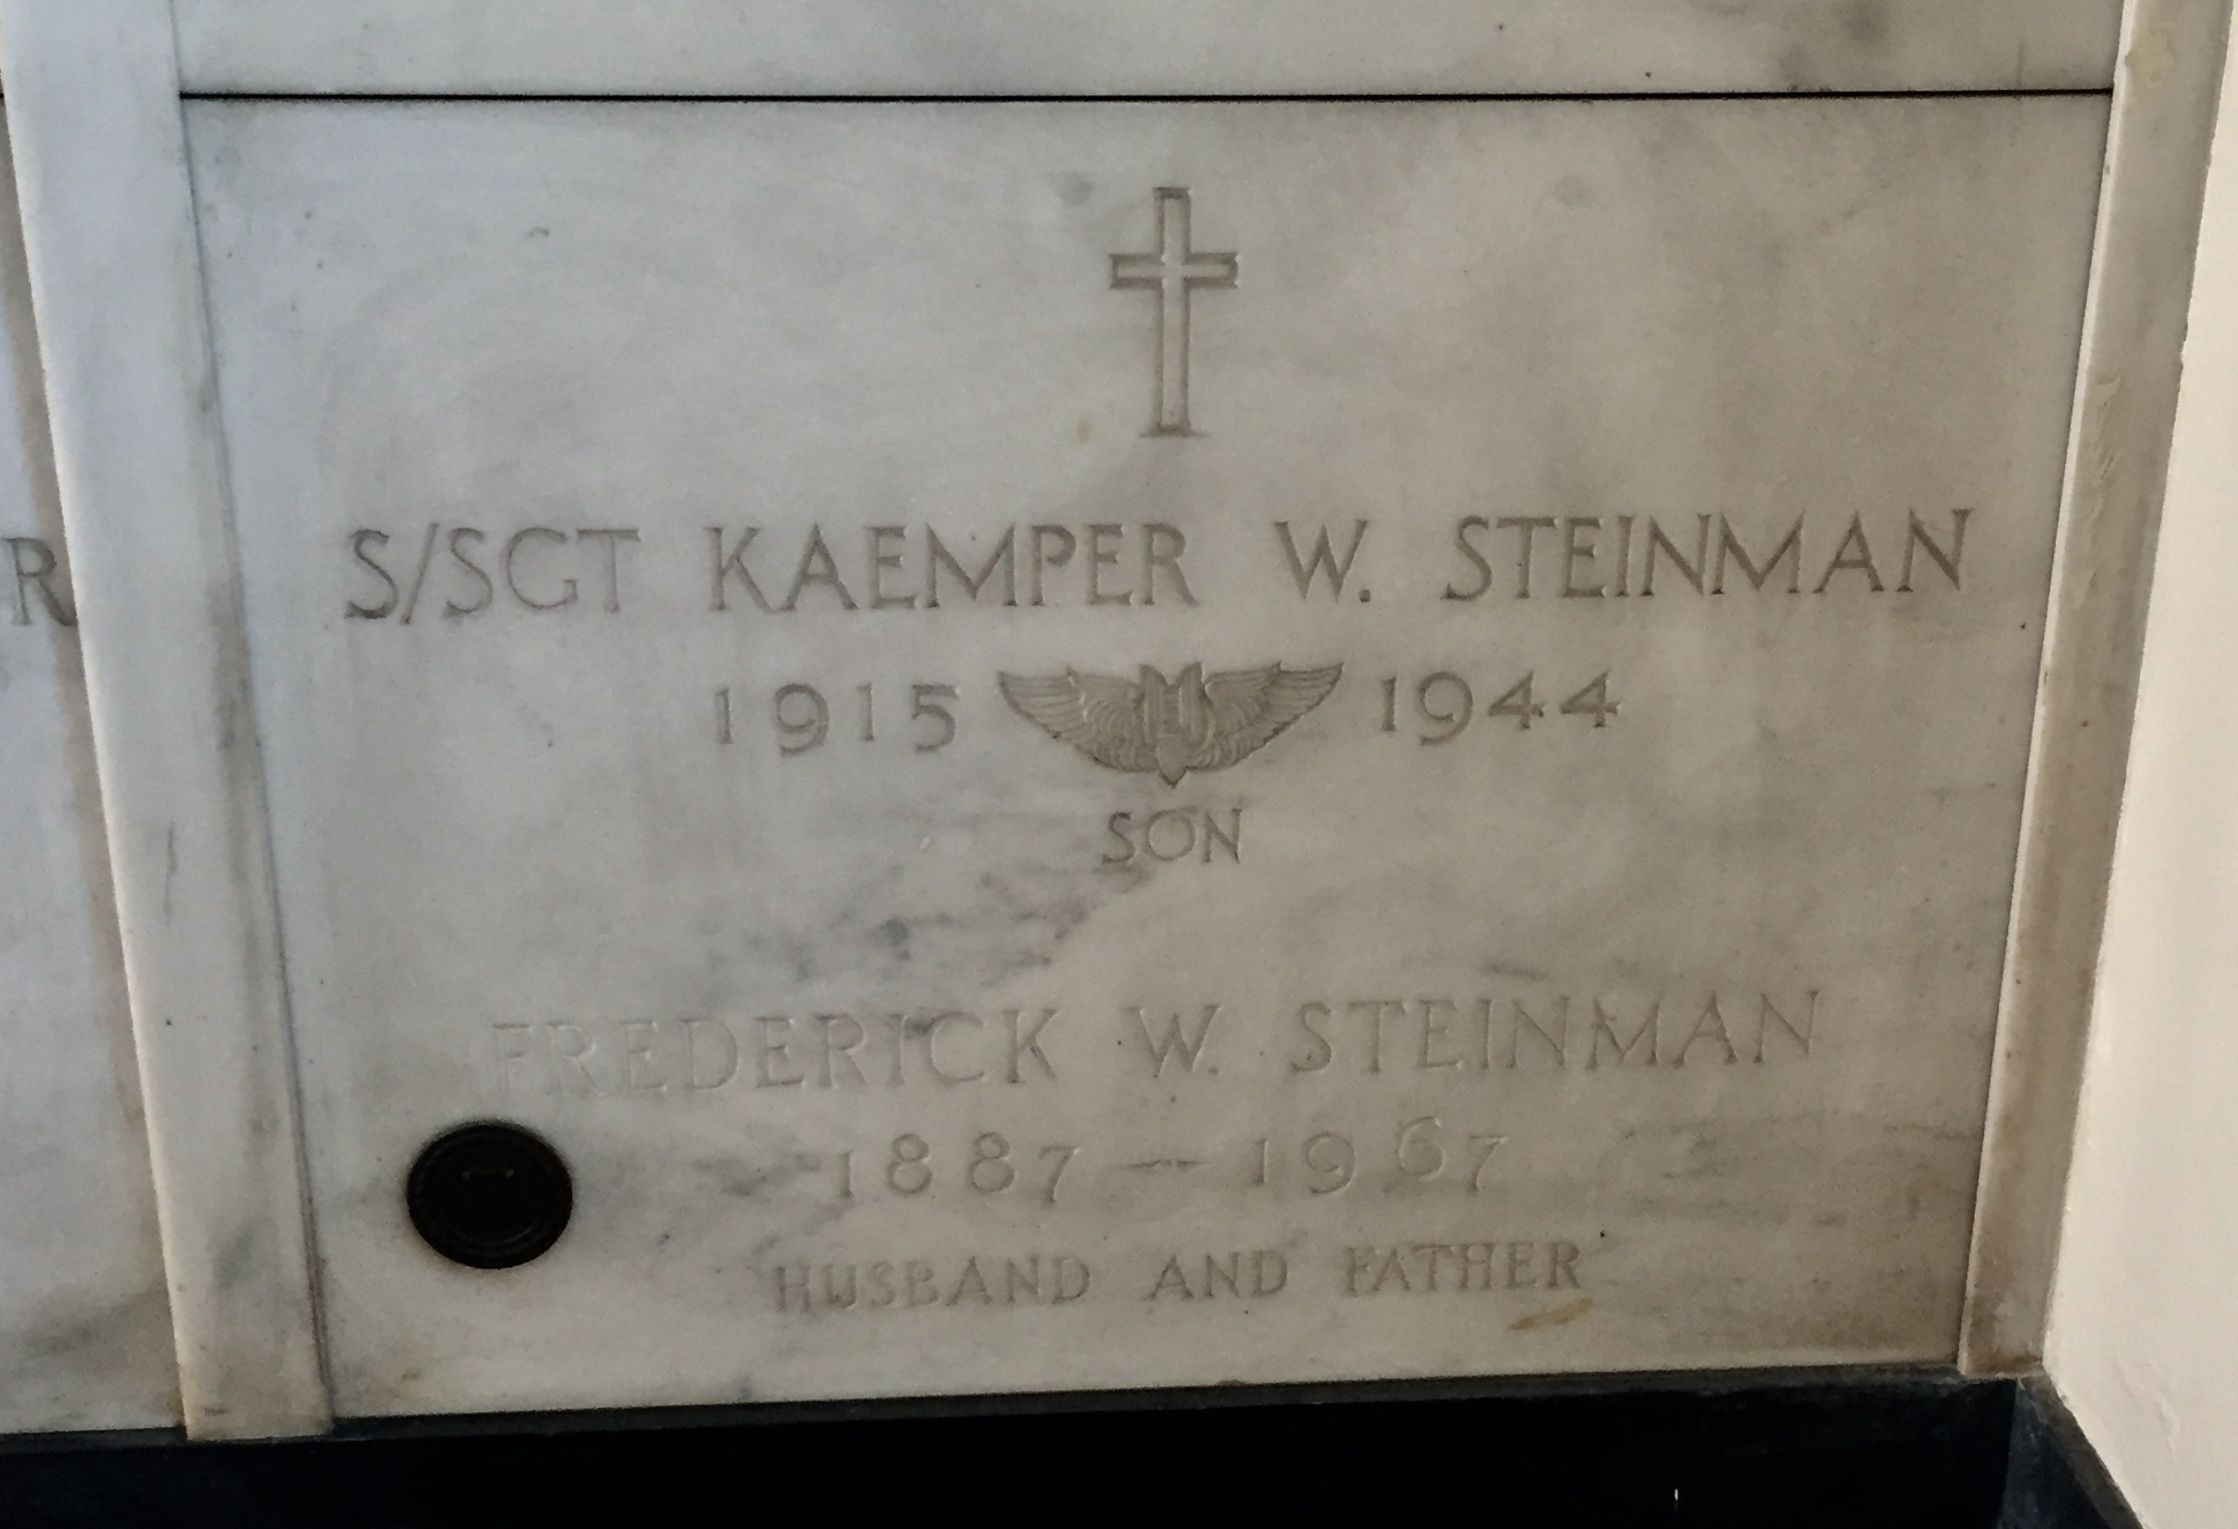 S/SGT KAEMPER W. STEINMAN
1915 1944
SON
FREDERICK W. STEINMAN
1887 — 1967
HUSBAND AND FATHER
R